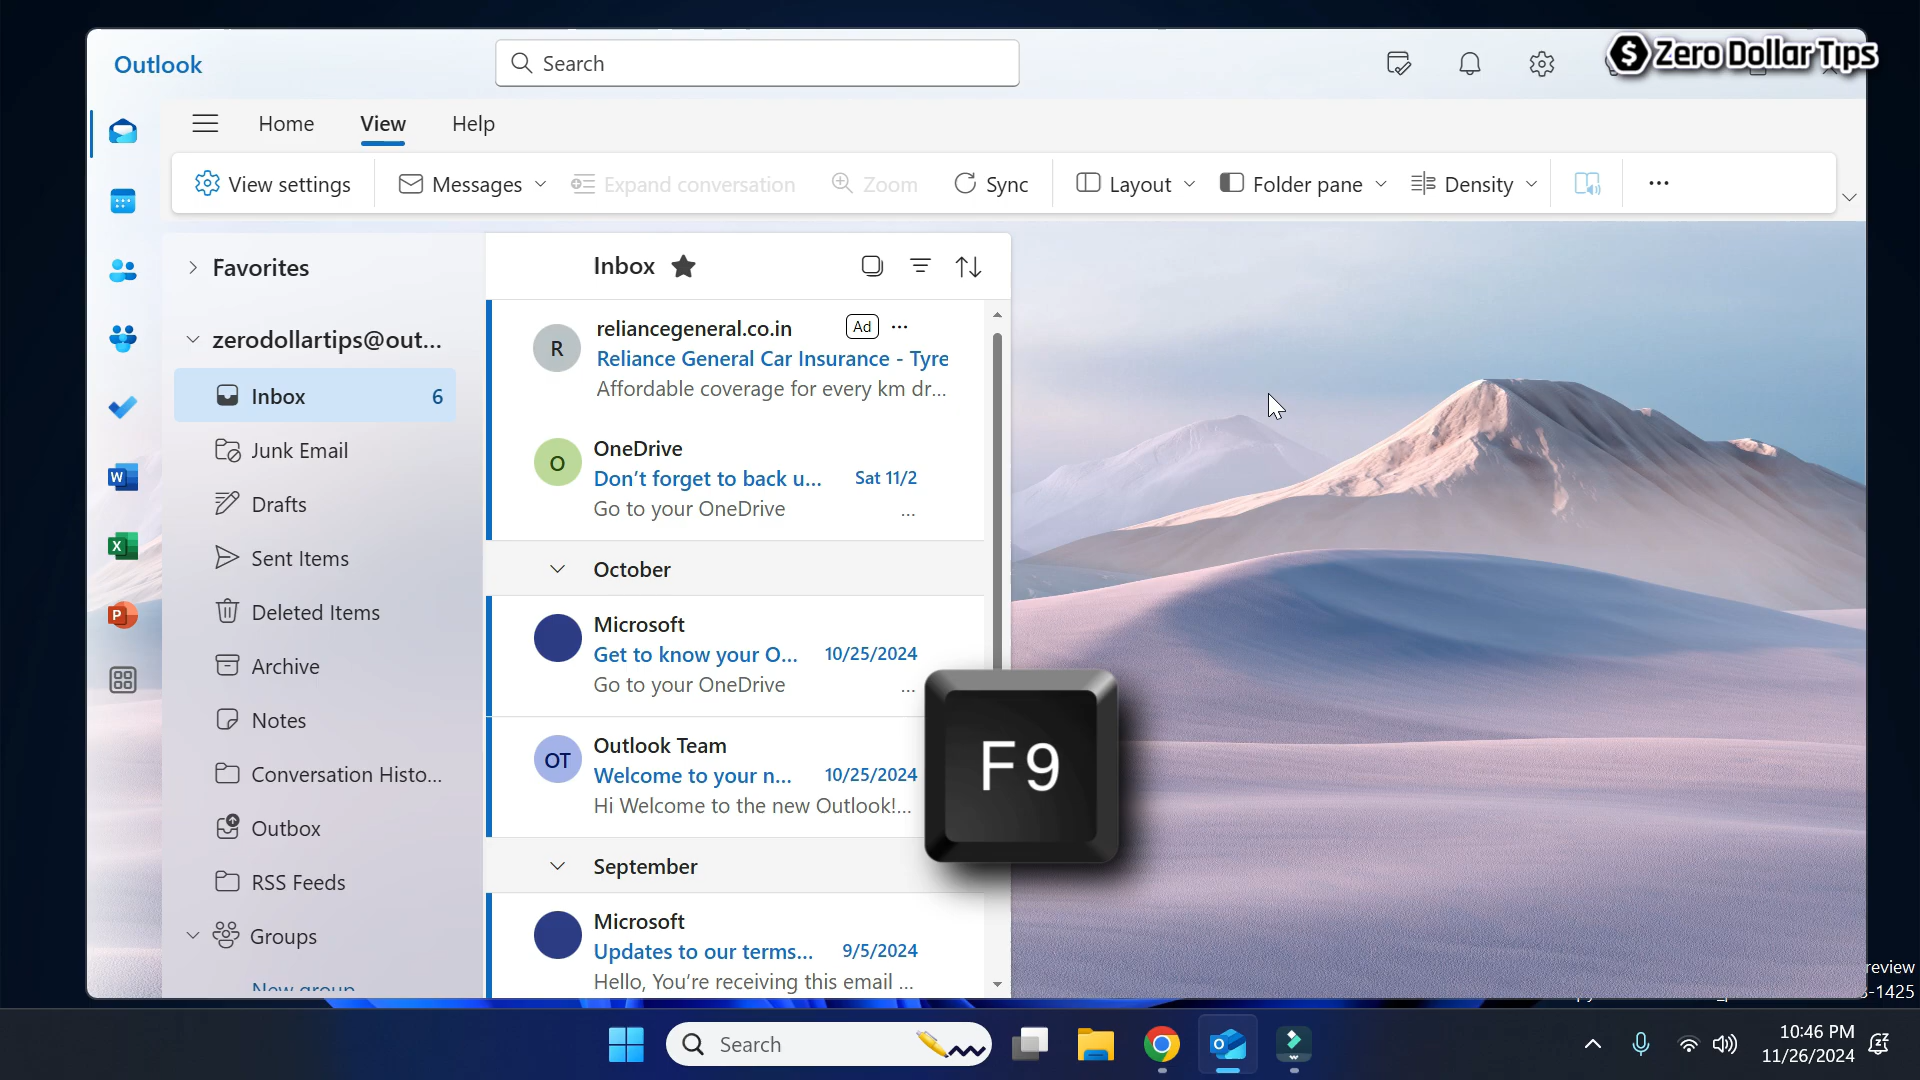 Outlook
Search
$ Zero Dollar Tips
Home View Help
View settings Messages Expand conversation Zoom Sync Layout Folder pane Density ...
Favorites
zerodollartips@out...
Inbox 6
Junk Email
Drafts
Sent Items
Deleted Items
Archive
Notes
Conversation Histo...
Outbox
RSS Feeds
Groups
New group
W
X
P
Inbox
R
reliancegeneral.co.in Ad ...
Reliance General Car Insurance - Tyre
Affordable coverage for every km dr...
O
OneDrive
Don't forget to back u... Sat 11/2
Go to your OneDrive ...
October
Microsoft
Get to know your O... 10/25/2024
Go to your OneDrive ...
OT
Outlook Team
Welcome to your n... 10/25/2024
Hi Welcome to the new Outlook!...
September
Microsoft
Updates to our terms... 9/5/2024
Hello, You're receiving this email ...
F9
review
-1425
Search
O
10:46 PM
11/26/2024